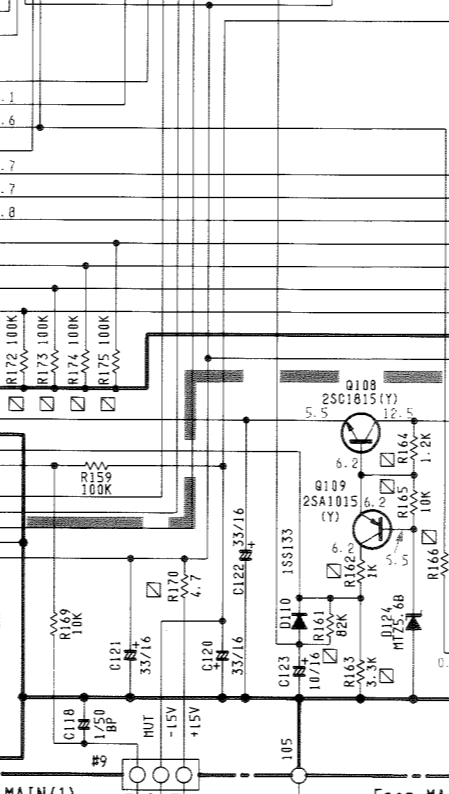 .1
.6
.7
.7
.8
R172 100K
R173 100K
R174 100K
R175 100K
Q108
2SC1815(Y)
5.5
12.5
6.2
R164
1.2K
R159
100K
Q109
2SA1015
(Y)
6.2
R165
10K
6.2
5.5
R162
1K
R166
C122 33/16
+
1SS133
R170
4.7
R169
10K
C121
33/16
+
C120
33/16
+
D110
R161
82K
D124
MTZ5.6B
C123
10/16
+
R163
3.3K
0.
C118
1/50
BP
MUT
-15V
+15V
105
#9
MAIN(1)